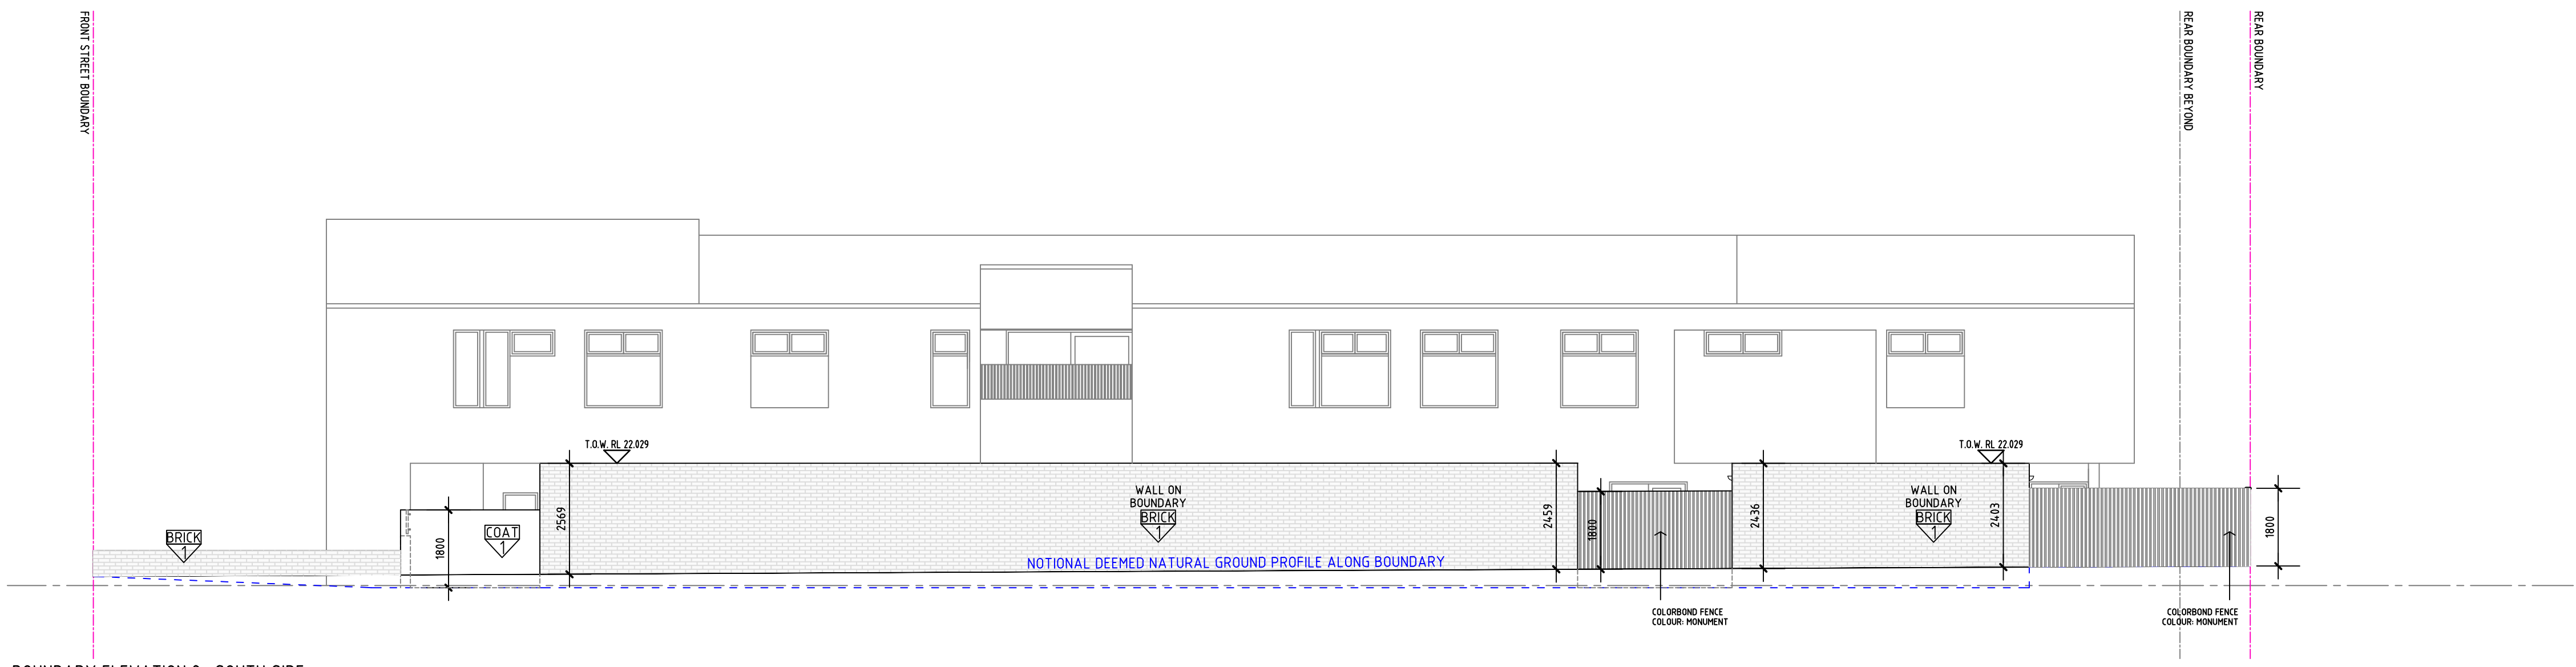 FRONT STREET BOUNDARY
REAR BOUNDARY BEYOND
REAR BOUNDARY
T.O.W. RL 22.029
T.O.W. RL 22.029
BRICK
1
1800
COAT
1
2569
WALL ON
BOUNDARY
BRICK
1
2459
1800
2436
WALL ON
BOUNDARY
BRICK
1
2403
1800
NOTIONAL DEEMED NATURAL GROUND PROFILE ALONG BOUNDARY
COLORBOND FENCE
COLOUR: MONUMENT
COLORBOND FENCE
COLOUR: MONUMENT